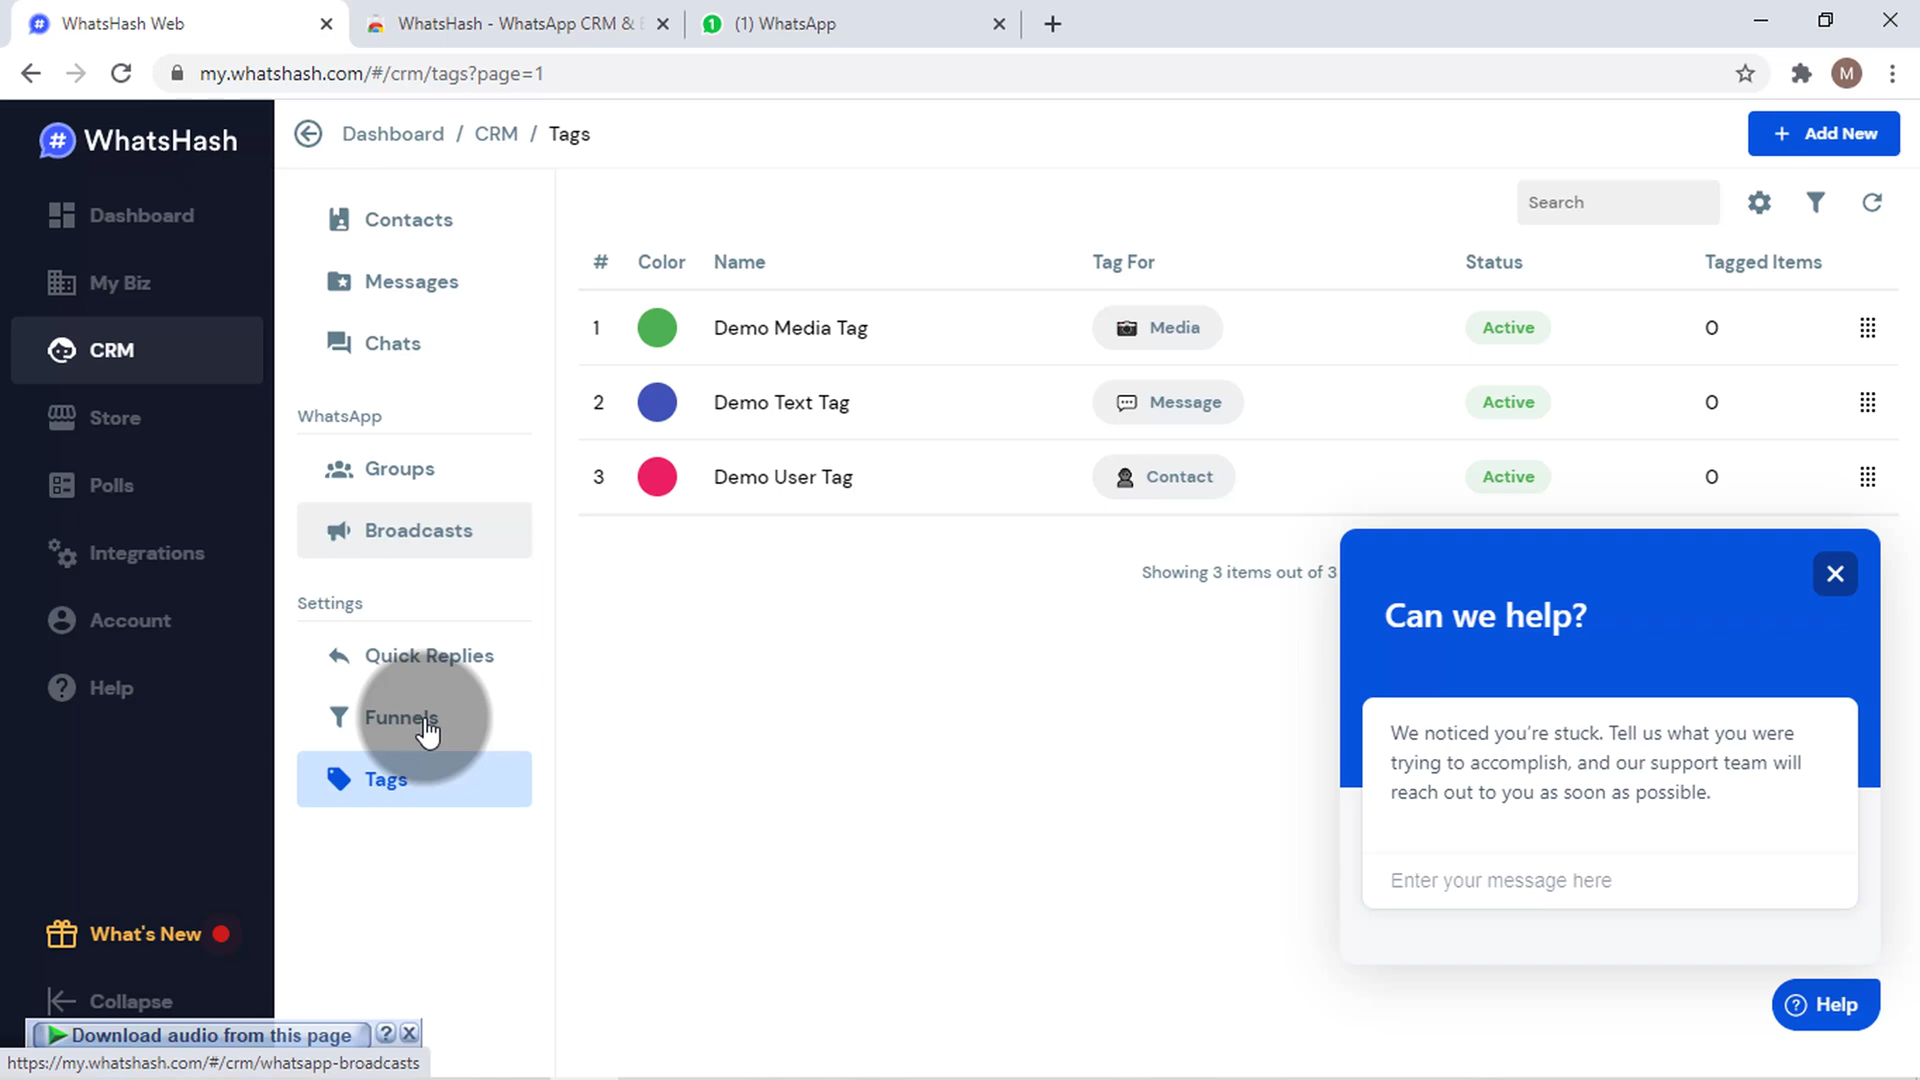 WhatsHash Web
WhatsHash - WhatsApp CRM &
(1) WhatsApp
my.whatshash.com/#/crm/tags?page=1
M
WhatsHash
Dashboard / CRM / Tags
+ Add New
Dashboard
My Biz
CRM
Store
Polls
Integrations
Account
Help
What's New
Collapse
Contacts
Messages
Chats
WhatsApp
Groups
Broadcasts
Settings
Quick Replies
Funnels
Tags
Search
# Color Name Tag For Status Tagged Items
1 Demo Media Tag Media Active 0
2 Demo Text Tag Message Active 0
3 Demo User Tag Contact Active 0
Showing 3 items out of 3
Can we help?
We noticed you're stuck. Tell us what you were
trying to accomplish, and our support team will
reach out to you as soon as possible.
Enter your message here
Help
Download audio from this page
https://my.whatshash.com/#/crm/whatsapp-broadcasts